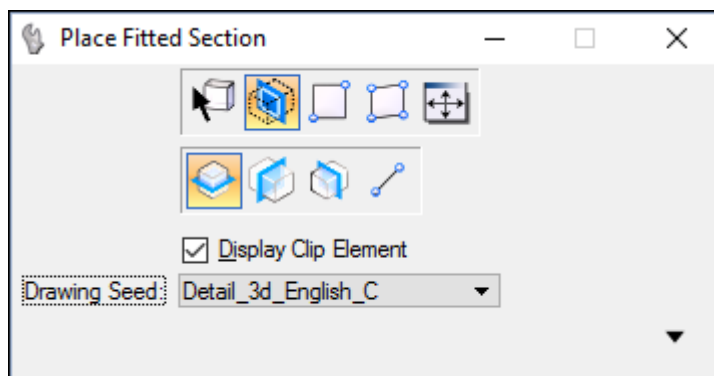 Place Fitted Section
Display Clip Element
Drawing Seed: Detail_3d_English_C